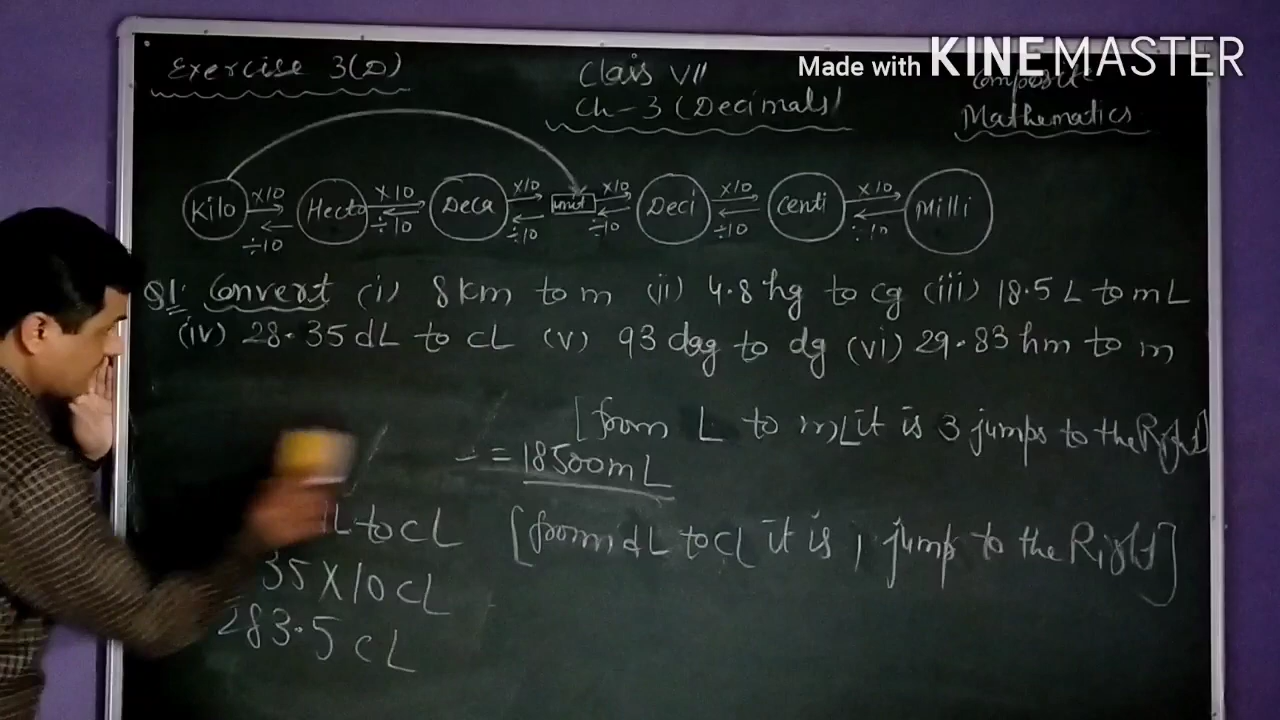 Made with KINEMASTER
Exercise 3(D)
Class VII
Ch-3 (Decimals)
Composite
Mathematics
Kilo ×10 ÷10 Hecto ×10 ÷10 Deca ×10 ÷10 unit ×10 ÷10 Deci ×10 ÷10 Centi ×10 ÷10 Milli
Q1. Convert (i) 8 km to m (ii) 4.8 hg to cg (iii) 18.5 L to mL
(iv) 28.35 dL to cL (v) 93 dag to dg (vi) 29.83 hm to m
[from L to mL it is 3 jumps to the Right]
= 18500 mL
L to cL [from dL to cL it is 1 jump to the Right]
35 × 10 cL
283.5 cL